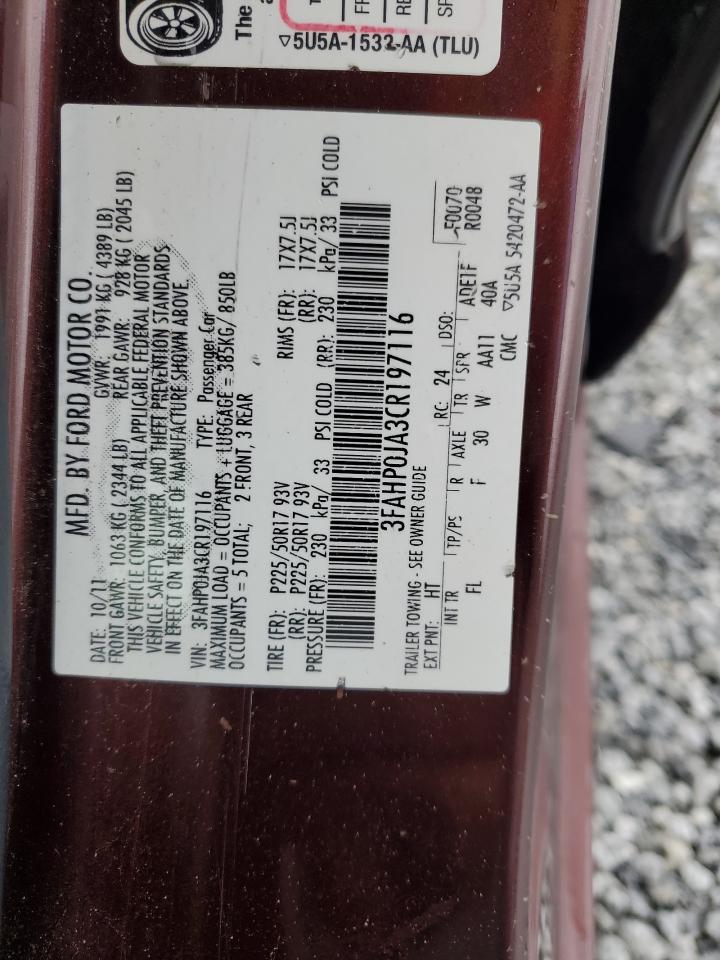 The
a
FR
RE
SP
▽5U5A-1532-AA (TLU)
MFD. BY FORD MOTOR CO.
DATE: 10/11 GVWR: 1991 KG ( 4389 LB)
FRONT GAWR: 1063 KG ( 2344 LB) REAR GAWR: 928 KG ( 2045 LB)
THIS VEHICLE CONFORMS TO ALL APPLICABLE FEDERAL MOTOR
VEHICLE SAFETY, BUMPER, AND THEFT PREVENTION STANDARDS
IN EFFECT ON THE DATE OF MANUFACTURE SHOWN ABOVE.
VIN: 3FAHP0JA3CR197116 TYPE: Passenger Car
MAXIMUM LOAD = OCCUPANTS + LUGGAGE = 385KG/ 850LB
OCCUPANTS = 5 TOTAL; 2 FRONT, 3 REAR
TIRE (FR): P225/50R17 93V RIMS (FR): 17X7.5J
(RR): P225/50R17 93V (RR): 17X7.5J
PRESSURE (FR): 230 kPa/ 33 PSI COLD (RR): 230 kPa/ 33 PSI COLD
3FAHP0JA3CR197116
TRAILER TOWING - SEE OWNER GUIDE
EXT PNT: HT RC: 24 DSO: F0070
R0048
INT TR TP/PS R AXLE TR SFR ADE1F
FL F 30 W AA11 40A
CMC ▽5U5A 5420472-AA